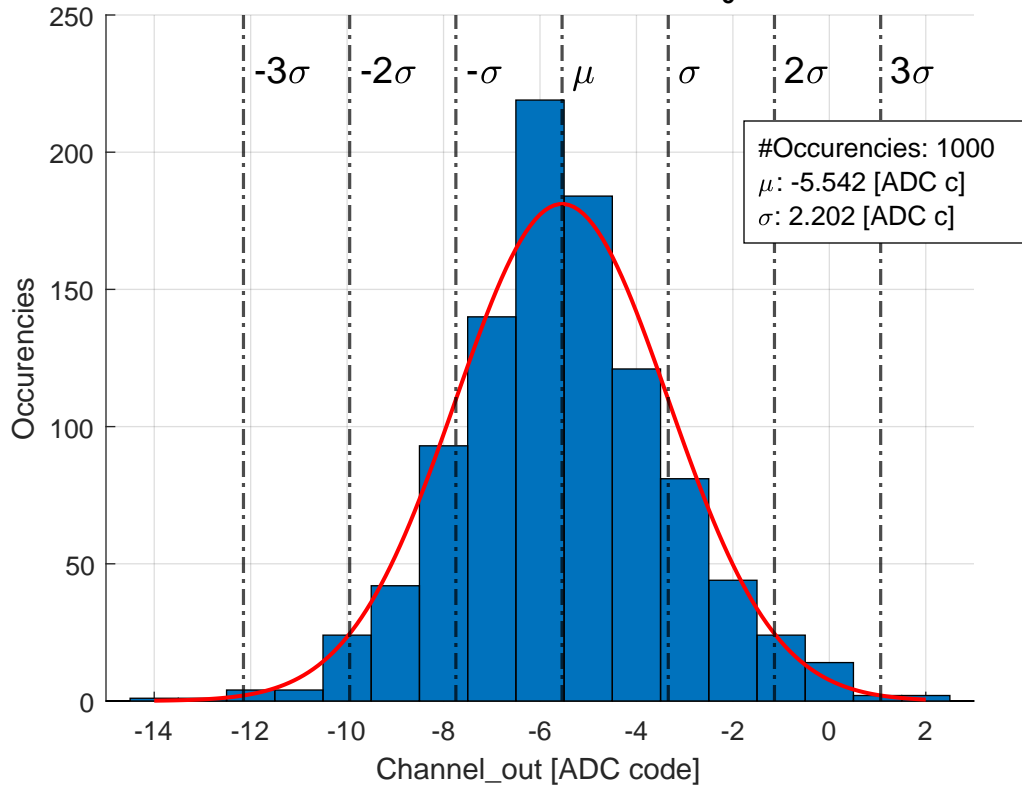 250
200
150
100
50
0
-3σ
-2σ
-σ
μ
σ
2σ
3σ
#Occurencies: 1000
μ: -5.542 [ADC c]
σ: 2.202 [ADC c]
Occurencies
-14
-12
-10
-8
-6
-4
-2
0
2
Channel_out [ADC code]